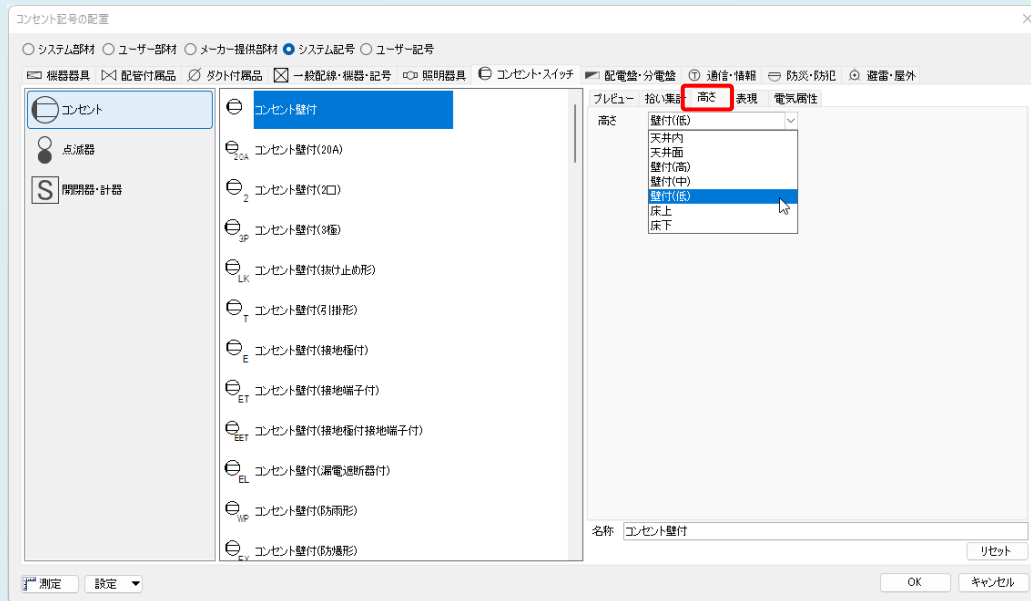 コンセント記号の配置
システム部材 ユーザー部材 メーカー提供部材 システム記号 ユーザー記号
機器器具 配管付属品 ダクト付属品 一般配線・機器・記号 照明器具 コンセント・スイッチ 配電盤・分電盤 通信・情報 防災・防犯 避雷・屋外
コンセント
点滅器
S 開閉器・計器
コンセント壁付
20A コンセント壁付(20A)
2 コンセント壁付(2口)
3P コンセント壁付(3極)
LK コンセント壁付(抜け止め形)
T コンセント壁付(引掛形)
E コンセント壁付(接地極付)
ET コンセント壁付(接地端子付)
EET コンセント壁付(接地極付接地端子付)
EL コンセント壁付(漏電遮断器付)
WP コンセント壁付(防雨形)
EX コンセント壁付(防爆形)
プレビュー 拾い集計 高さ 表現 電気属性
高さ 壁付(低)
天井内
天井面
壁付(高)
壁付(中)
壁付(低)
床上
床下
名称 コンセント壁付
リセット
測定 設定 OK キャンセル